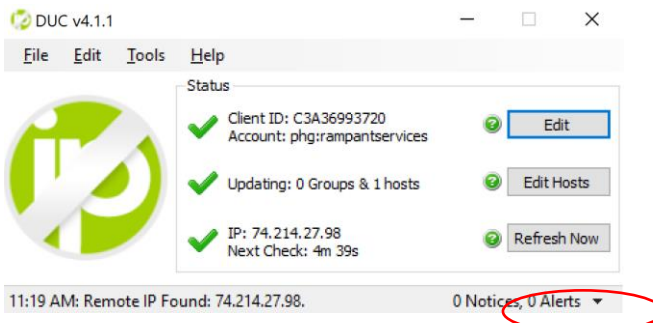 DUC v4.1.1
File Edit Tools Help
Status
Client ID: C3A36993720
Account: phg:rampantservices
Edit
Updating: 0 Groups & 1 hosts
Edit Hosts
IP: 74.214.27.98
Next Check: 4m 39s
Refresh Now
ip
11:19 AM: Remote IP Found: 74.214.27.98.
0 Notices, 0 Alerts